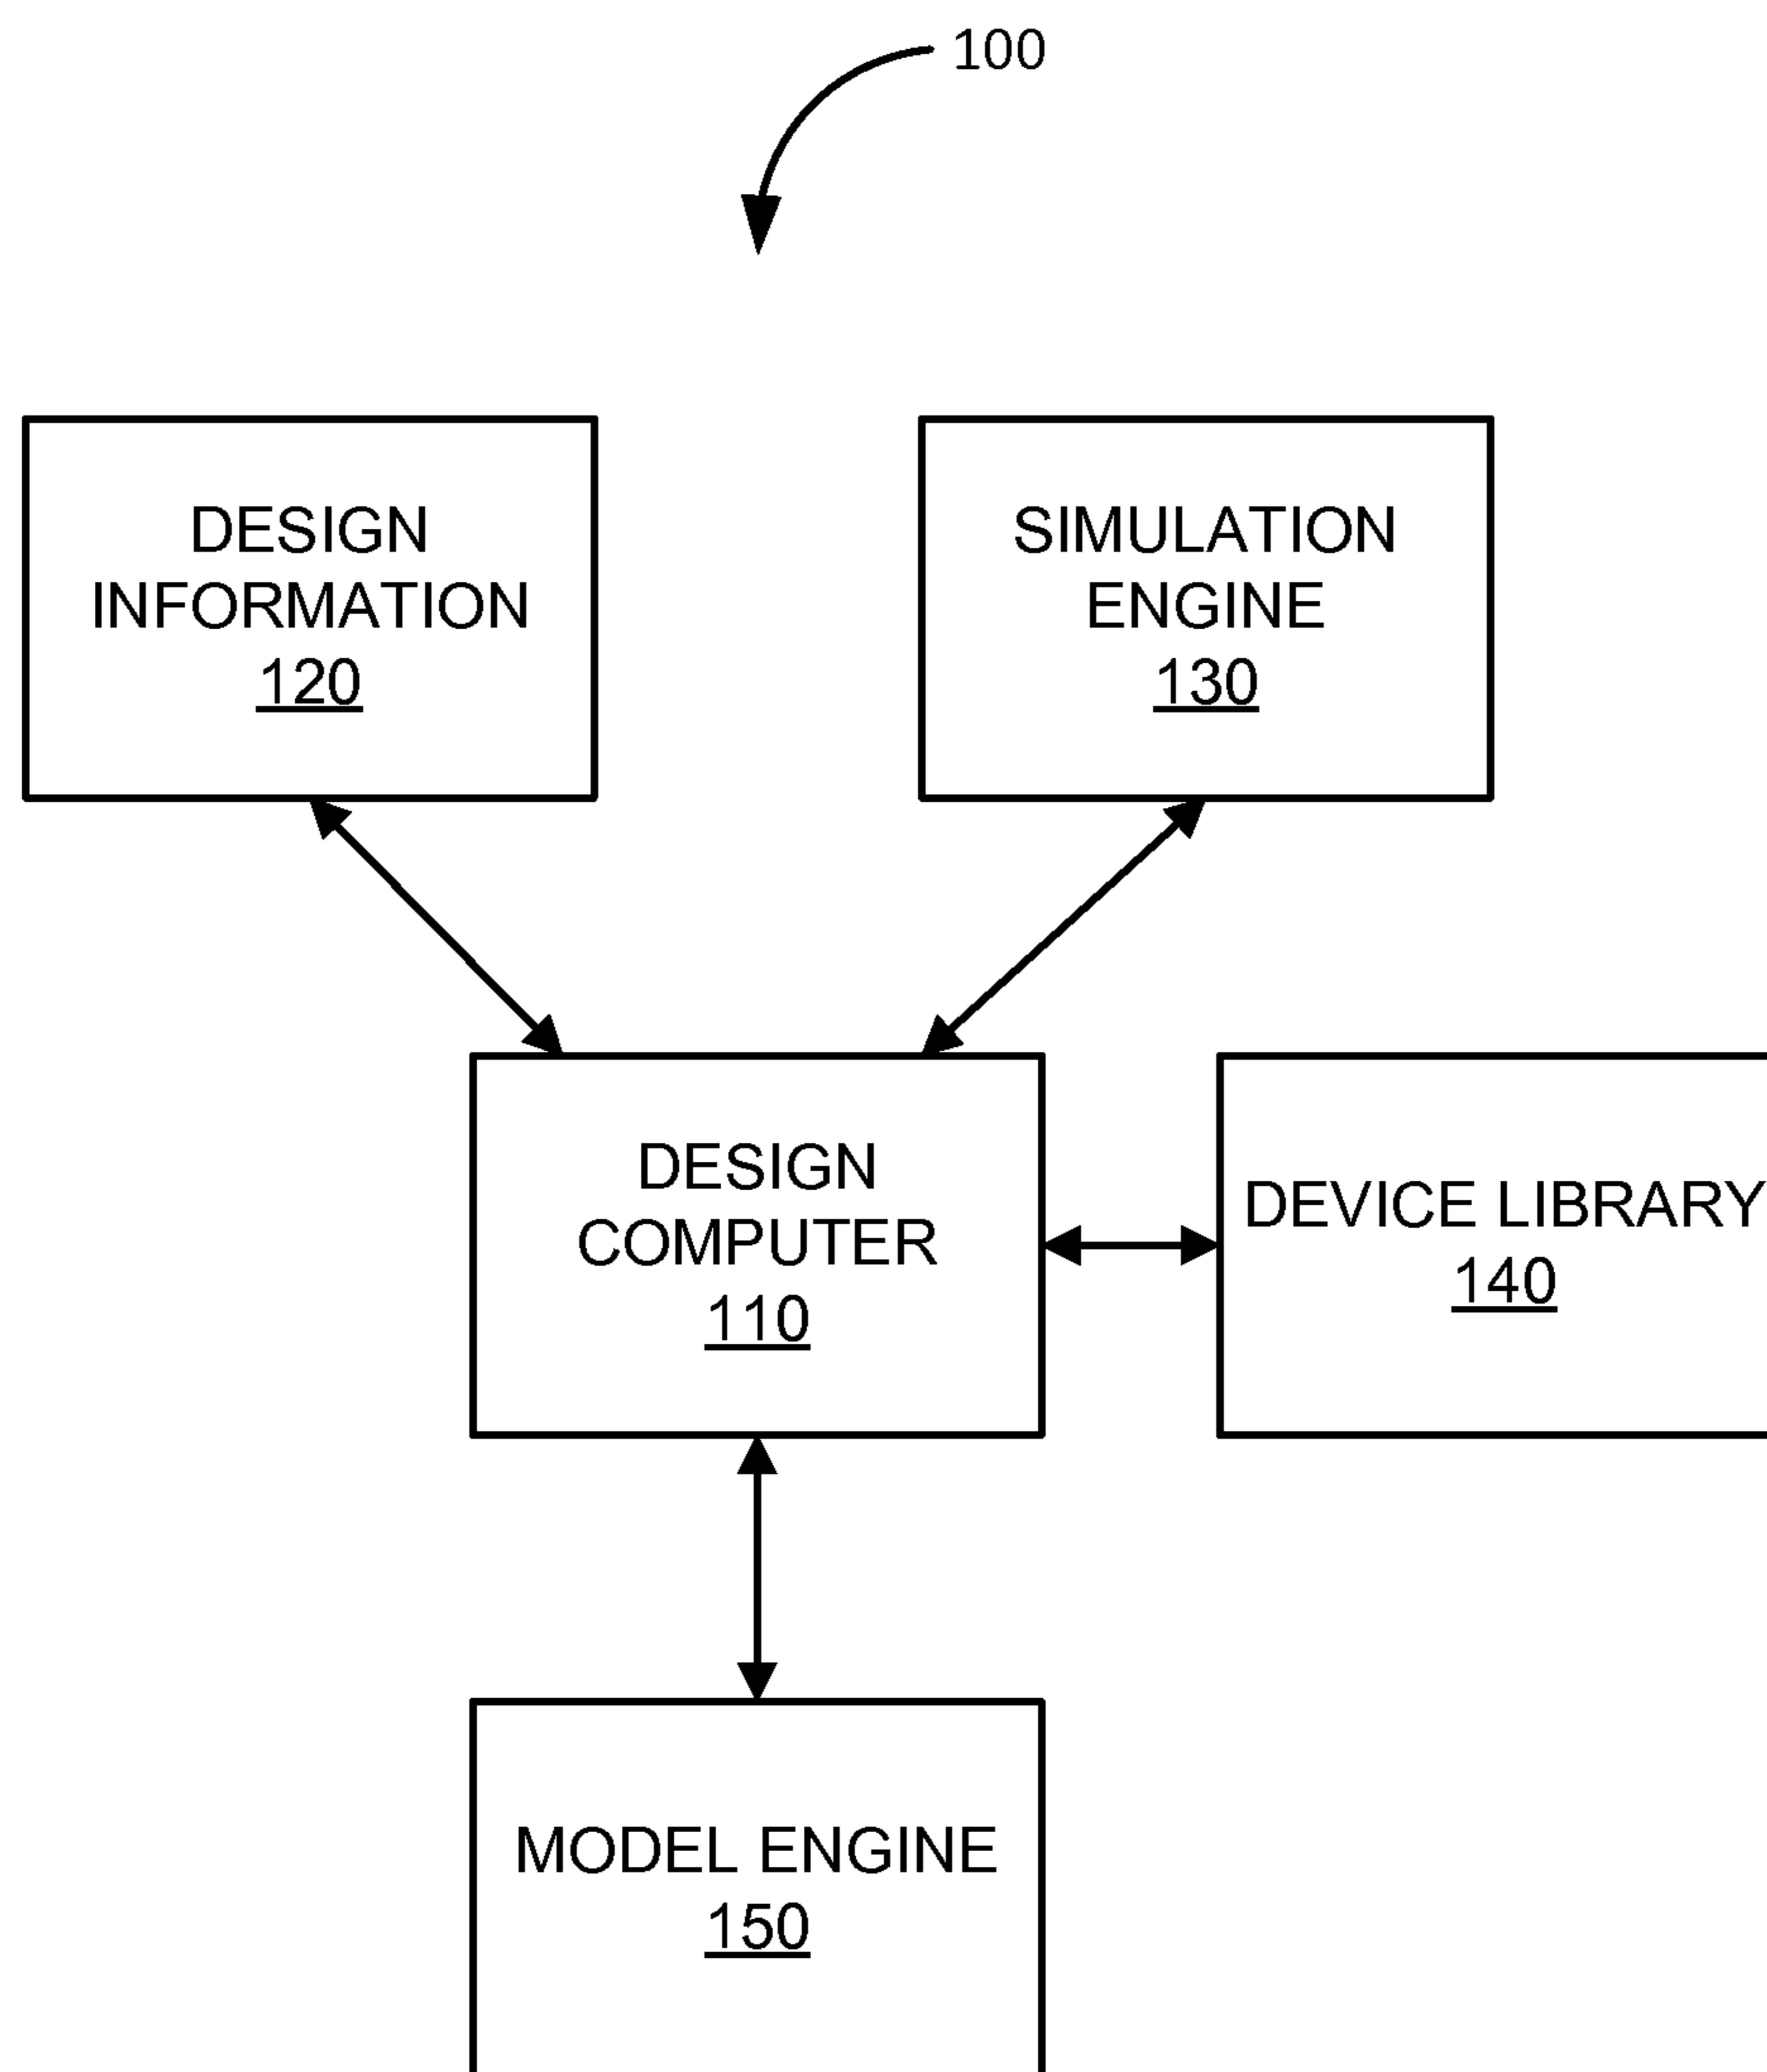 100
DESIGN
INFORMATION
120
SIMULATION
ENGINE
130
DESIGN
COMPUTER
110
DEVICE LIBRARY
140
MODEL ENGINE
150